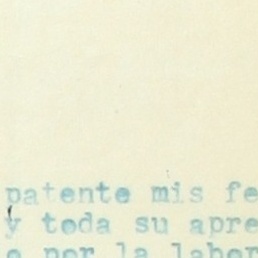 patente mis fe
y toda su apre
o por la labor